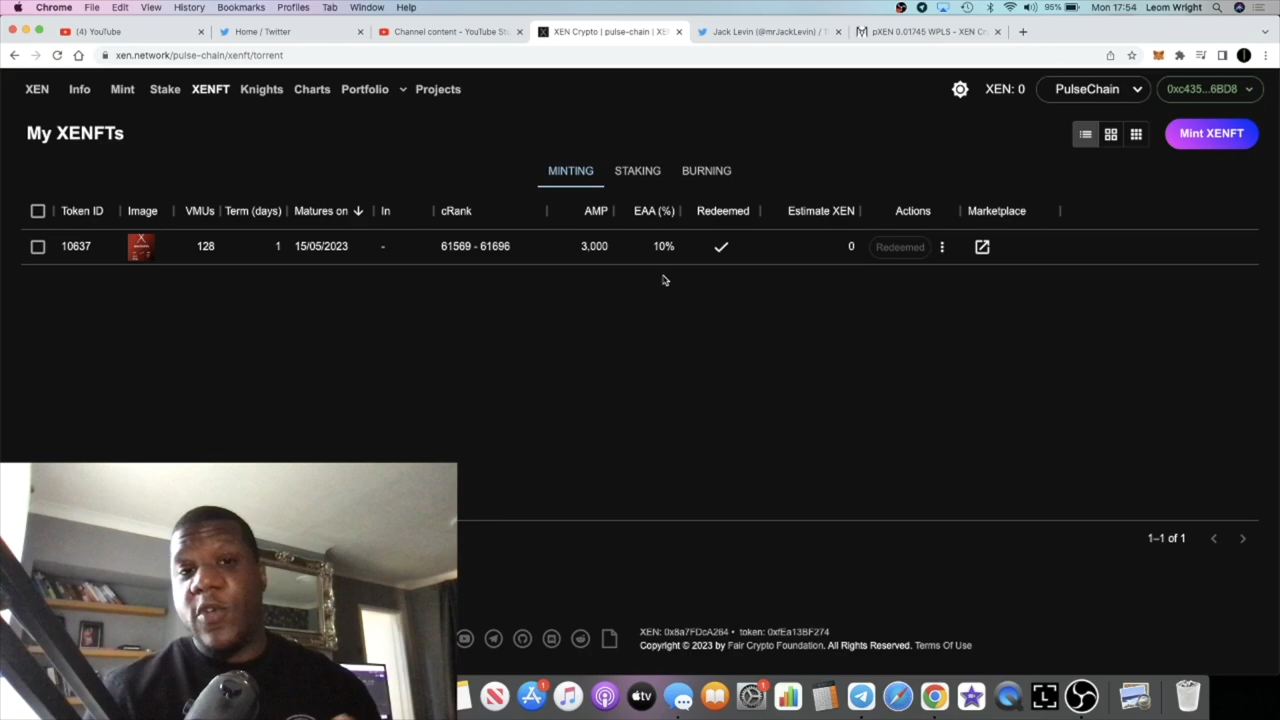 Chrome File Edit View History Bookmarks Profiles Tab Window Help 95% Mon 17:54 Leom Wright
(4) YouTube Home / Twitter Channel content - YouTube St XEN Crypto | pulse-chain | XE Jack Levin (@mrJackLevin) / T pXEN 0.01745 WPLS - XEN Cr
xen.network/pulse-chain/xenft/torrent
XEN Info Mint Stake XENFT Knights Charts Portfolio Projects XEN: 0 PulseChain 0xc435...6BD8
My XENFTs Mint XENFT
MINTING STAKING BURNING
Token ID Image VMUs Term (days) Matures on In cRank AMP EAA (%) Redeemed Estimate XEN Actions Marketplace
10637 128 1 15/05/2023 - 61569 - 61696 3,000 10% 0 Redeemed
1–1 of 1
XEN: 0x8a7FDcA264 • token: 0xfEa13BF274
Copyright © 2023 by Fair Crypto Foundation. All Rights Reserved. Terms Of Use
tv